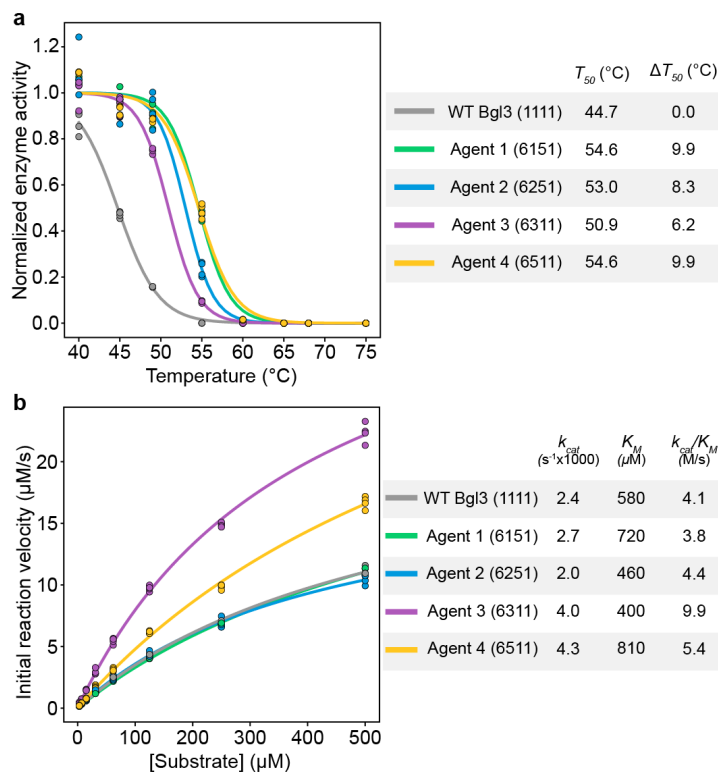 a
Normalized enzyme activity
1.2
1.0
0.8
0.6
0.4
0.2
0.0
40 45 50 55 60 65 70 75
Temperature (°C)
T50 (°C) ΔT50 (°C)
WT Bgl3 (1111) 44.7 0.0
Agent 1 (6151) 54.6 9.9
Agent 2 (6251) 53.0 8.3
Agent 3 (6311) 50.9 6.2
Agent 4 (6511) 54.6 9.9
b
Initial reaction velocity (µM/s)
20
15
10
5
0
0 100 200 300 400 500
[Substrate] (µM)
kcat KM kcat/KM
(s⁻¹x1000) (µM) (M/s)
WT Bgl3 (1111) 2.4 580 4.1
Agent 1 (6151) 2.7 720 3.8
Agent 2 (6251) 2.0 460 4.4
Agent 3 (6311) 4.0 400 9.9
Agent 4 (6511) 4.3 810 5.4